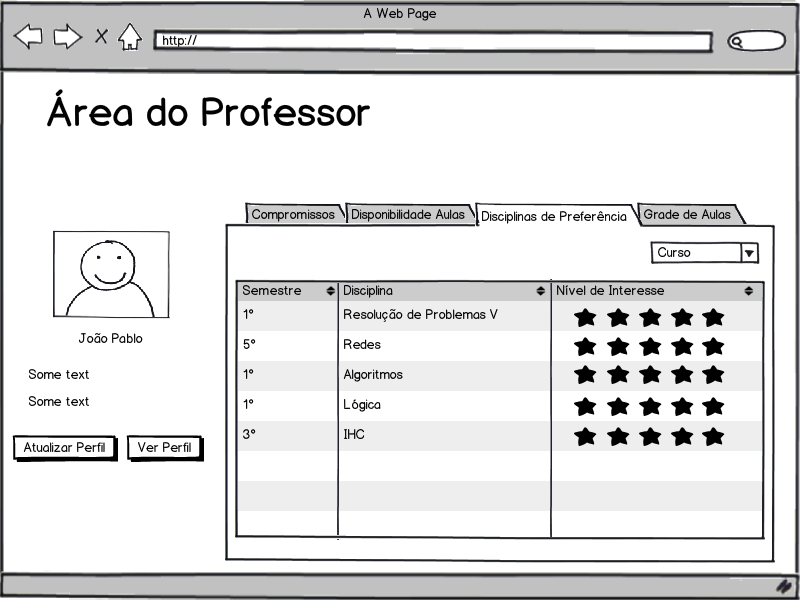 A Web Page
http://
Área do Professor
Compromissos Disponibilidade Aulas Disciplinas de Preferência Grade de Aulas
Curso
Semestre Disciplina Nível de Interesse
1º Resolução de Problemas V
5º Redes
1º Algoritmos
1º Lógica
3º IHC
João Pablo
Some text
Some text
Atualizar Perfil Ver Perfil